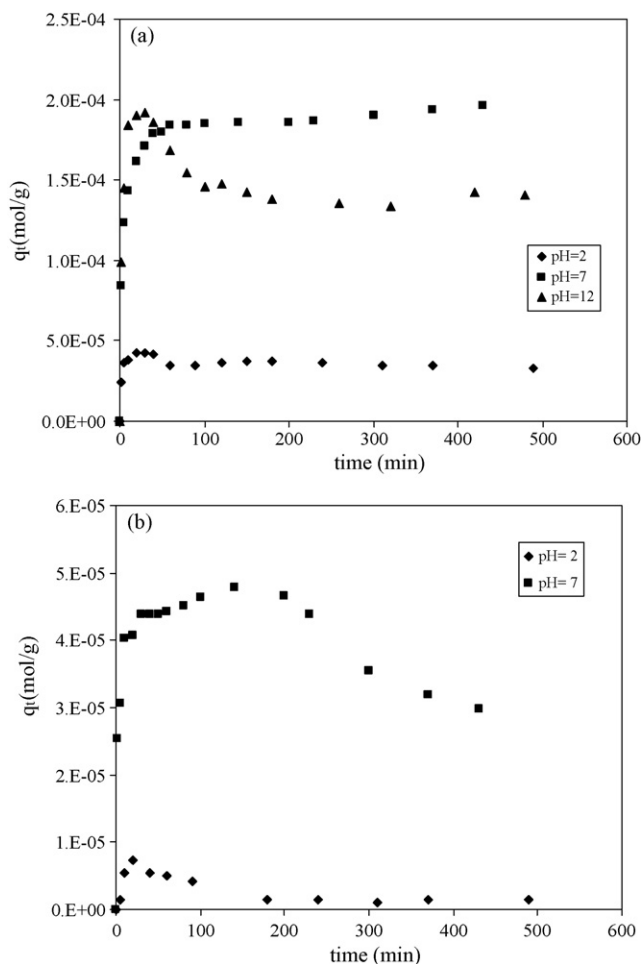 (a)
2.5E-04
2.0E-04
1.5E-04
1.0E-04
5.0E-05
0.0E+00
qt(mol/g)
pH=2
pH=7
pH=12
0 100 200 300 400 500 600
time (min)
(b)
6.E-05
5.E-05
4.E-05
3.E-05
2.E-05
1.E-05
0.E+00
qt(mol/g)
pH= 2
pH= 7
0 100 200 300 400 500 600
time (min)